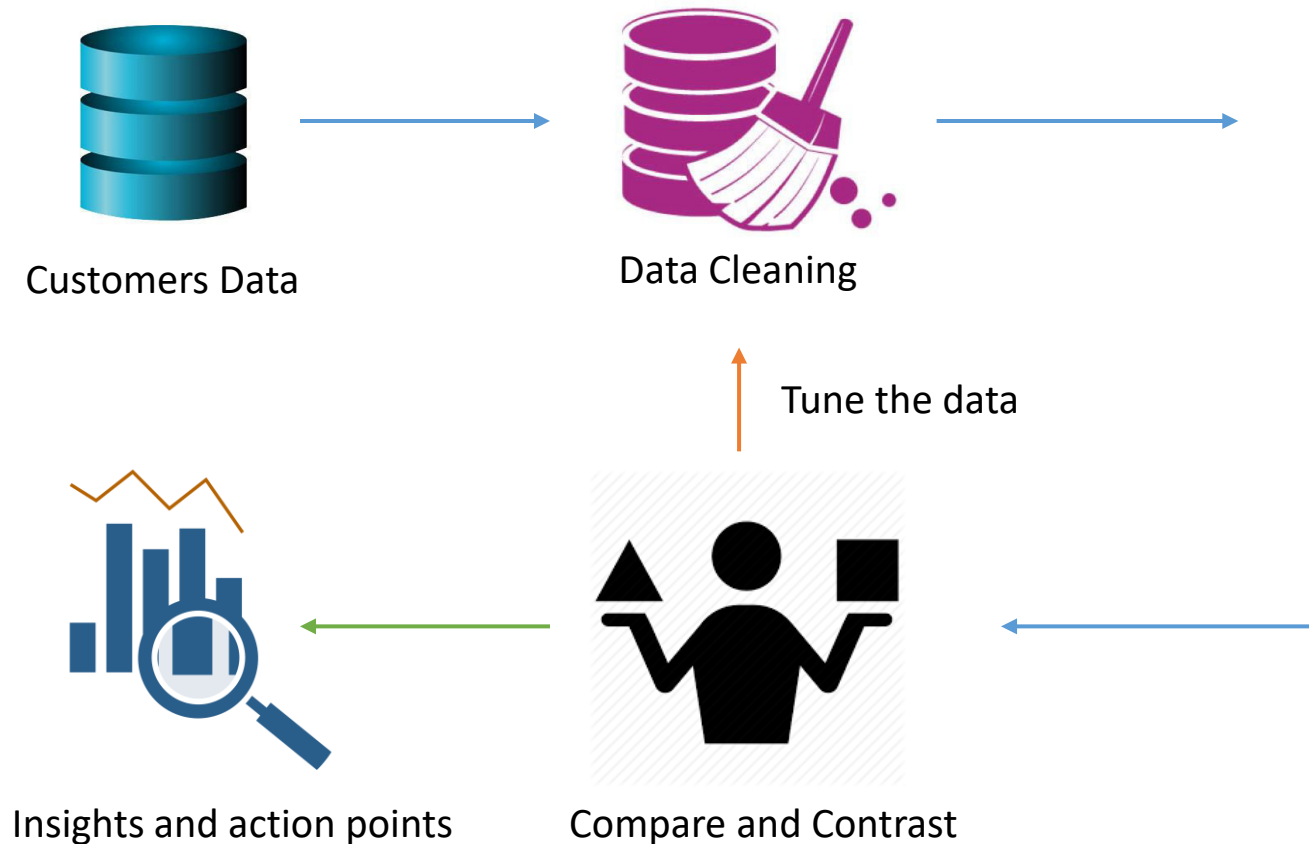 Customers Data
Data Cleaning
Tune the data
Insights and action points
Compare and Contrast